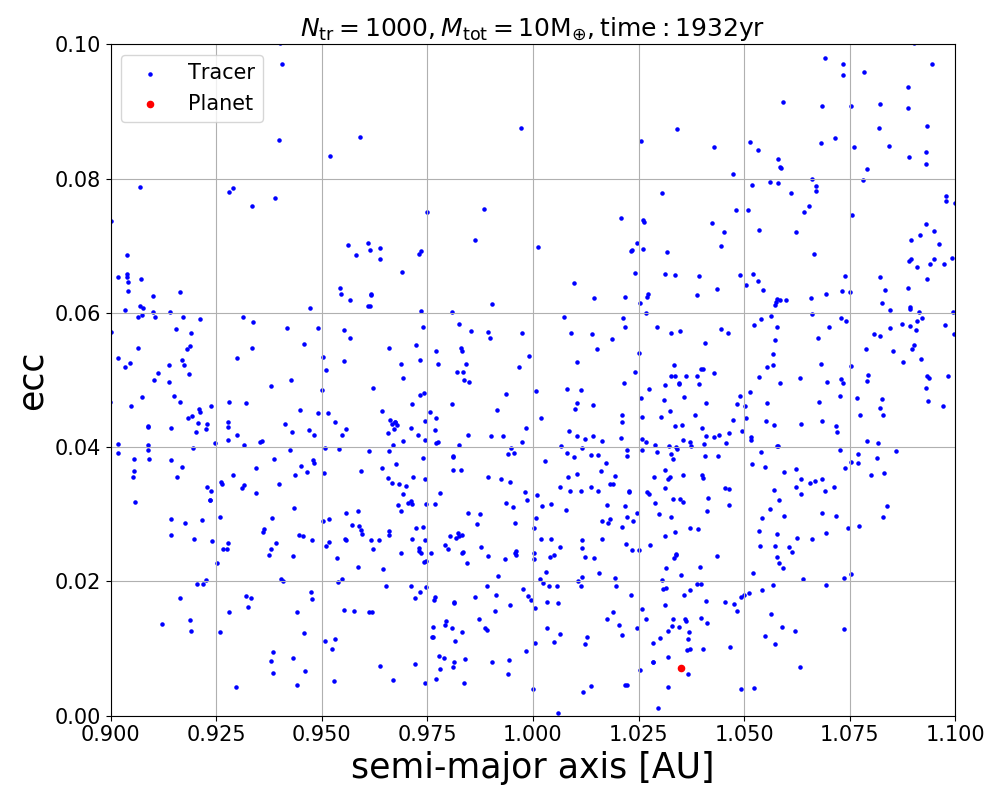 N_tr = 1000, M_tot = 10M_⊕, time : 1932yr
Tracer
Planet
0.10
0.08
0.06
0.04
0.02
0.00
ecc
0.900 0.925 0.950 0.975 1.000 1.025 1.050 1.075 1.100
semi-major axis [AU]